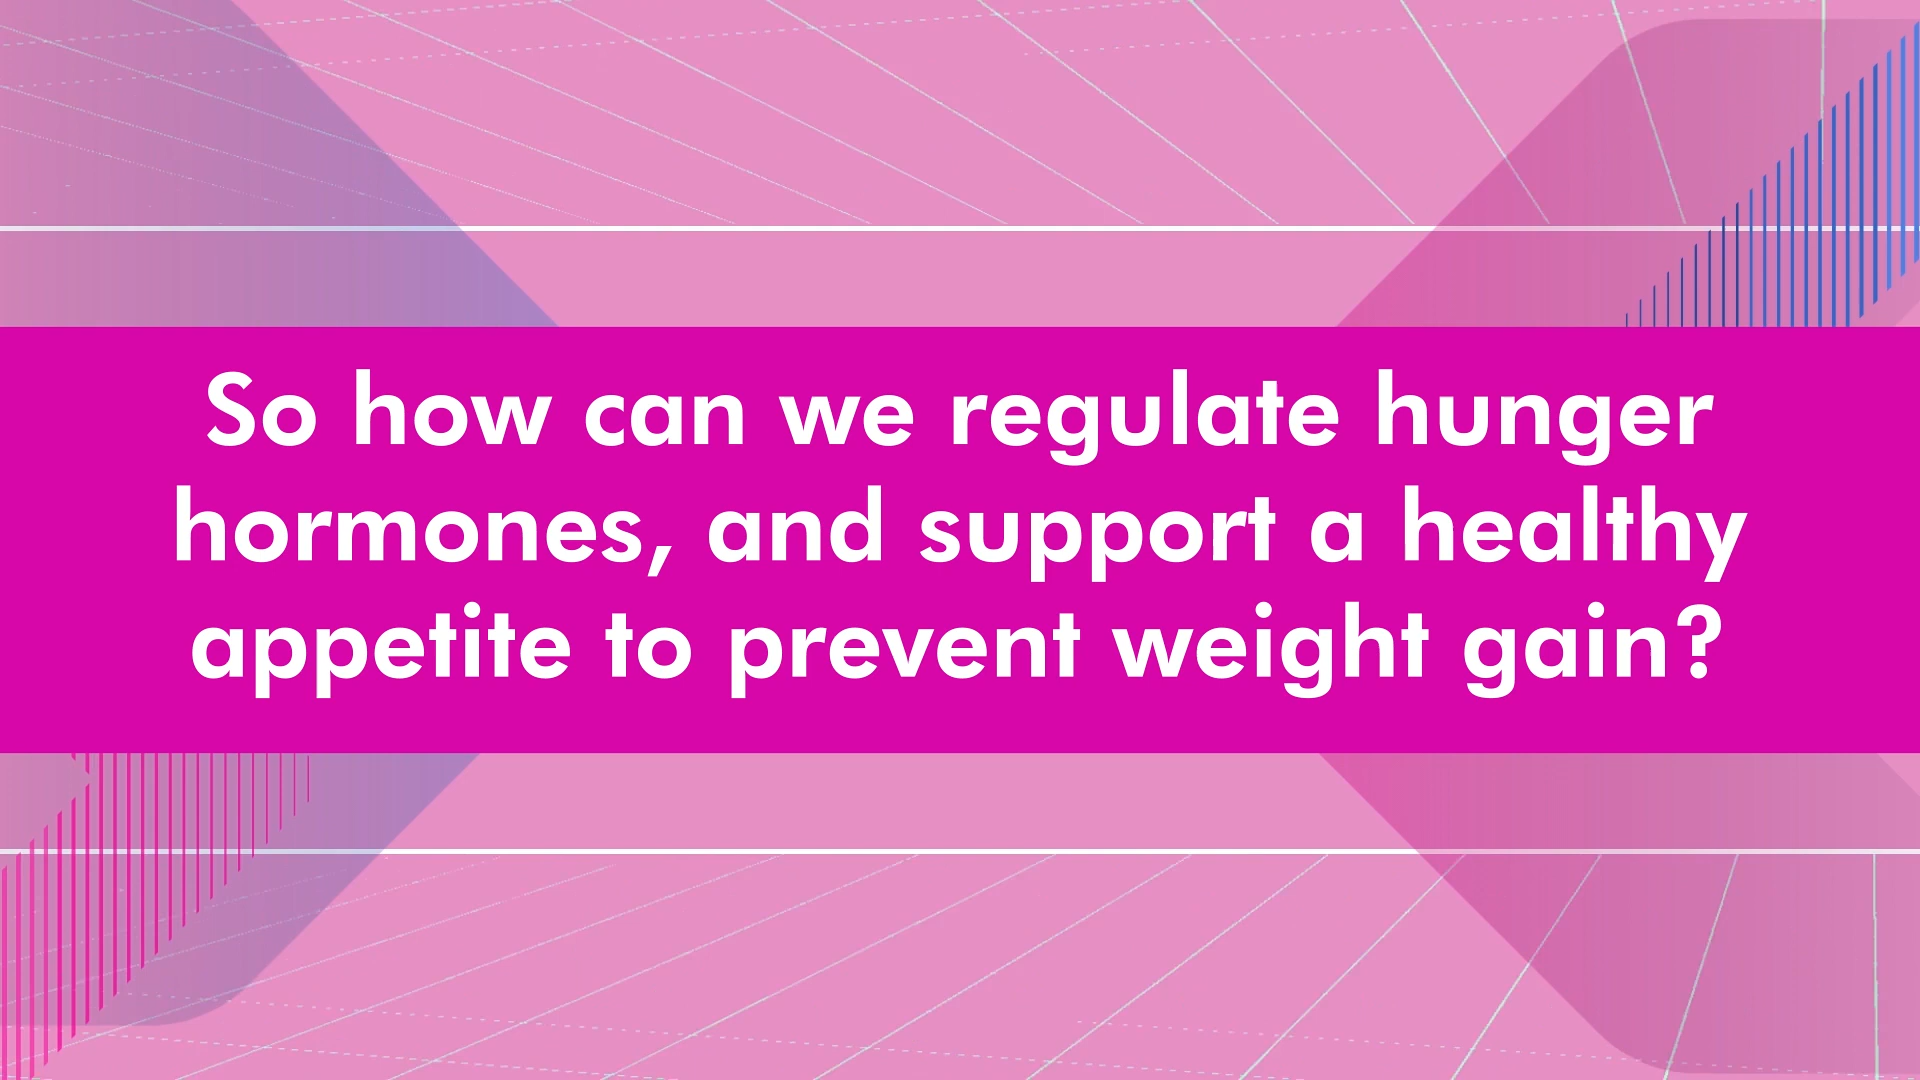 So how can we regulate hunger
hormones, and support a healthy
appetite to prevent weight gain?